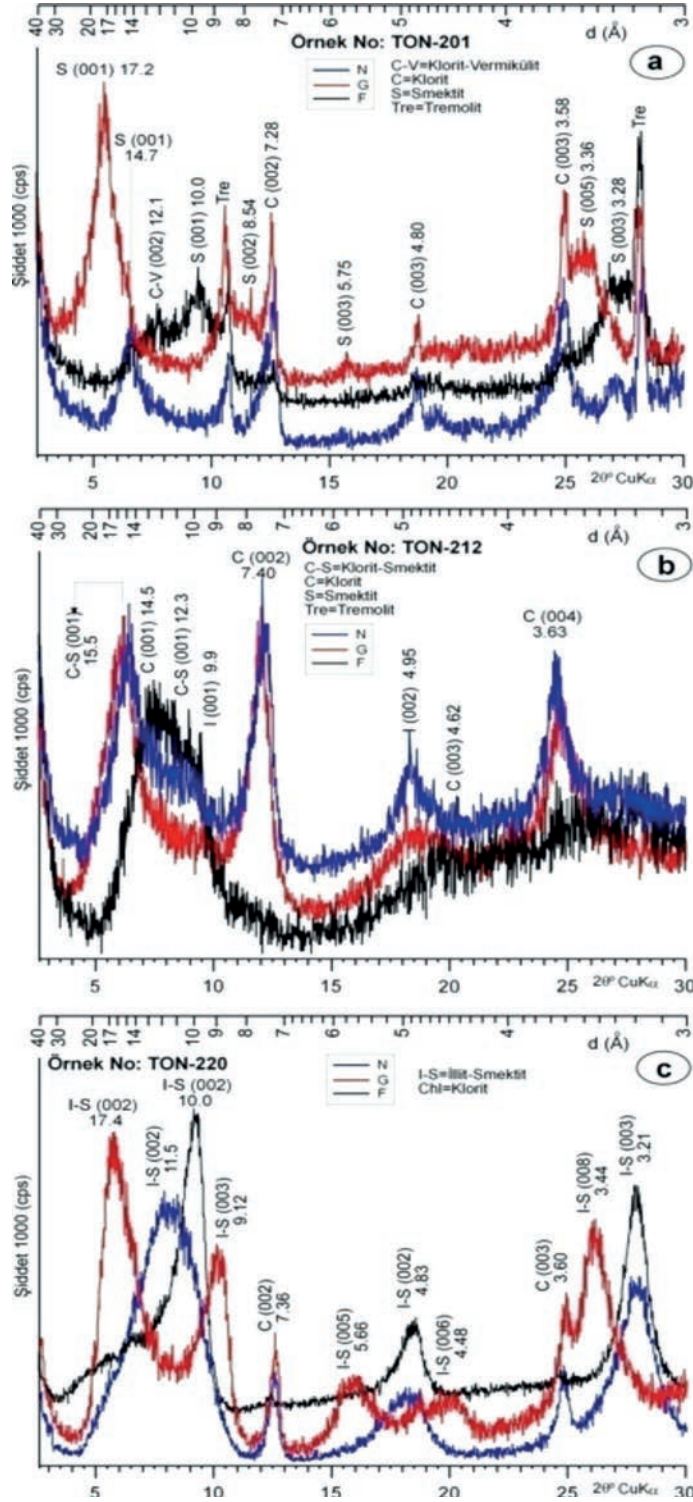 40 30 20 17 14 12 10 9 8 7 6 5 4 d (Å) 3
Örnek No: TON-201
a
S (001) 17.2
N
G
F
C-V=Klorit-Vermikülit
C=Klorit
S=Smektit
Tre=Tremolit
S (001)
14.7
C-V (002) 12.1
S (001) 10.0
Tre
S (002) 8.54
C (002) 7.28
S (003) 5.75
C (003) 4.80
C (003) 3.58
S (005) 3.36
S (003) 3.28
Tre
Şiddet 1000 (cps)
5 10 15 20 25 2θ° CuKα 30
40 30 20 17 14 12 10 9 8 7 6 5 4 d (Å) 3
Örnek No: TON-212
b
C-S=Klorit-Smektit
C=Klorit
S=Smektit
Tre=Tremolit
N
G
F
C-S (001)
15.5
C (001) 14.5
C-S (001) 12.3
I (001) 9.9
C (002)
7.40
I (002) 4.95
C (003) 4.62
C (004)
3.63
Şiddet 1000 (cps)
5 10 15 20 25 2θ° CuKα 30
40 30 20 17 14 12 10 9 8 7 6 5 4 d (Å) 3
Örnek No: TON-220
c
N
G
F
I-S=İllit-Smektit
Chl=Klorit
I-S (002)
17.4
I-S (002)
11.5
I-S (002)
10.0
I-S (003)
9.12
C (002)
7.36
I-S (005)
5.66
I-S (002)
4.83
I-S (006)
4.48
C (003)
3.60
I-S (008)
3.44
I-S (003)
3.21
Şiddet 1000 (cps)
5 10 15 20 25 2θ° CuKα 30